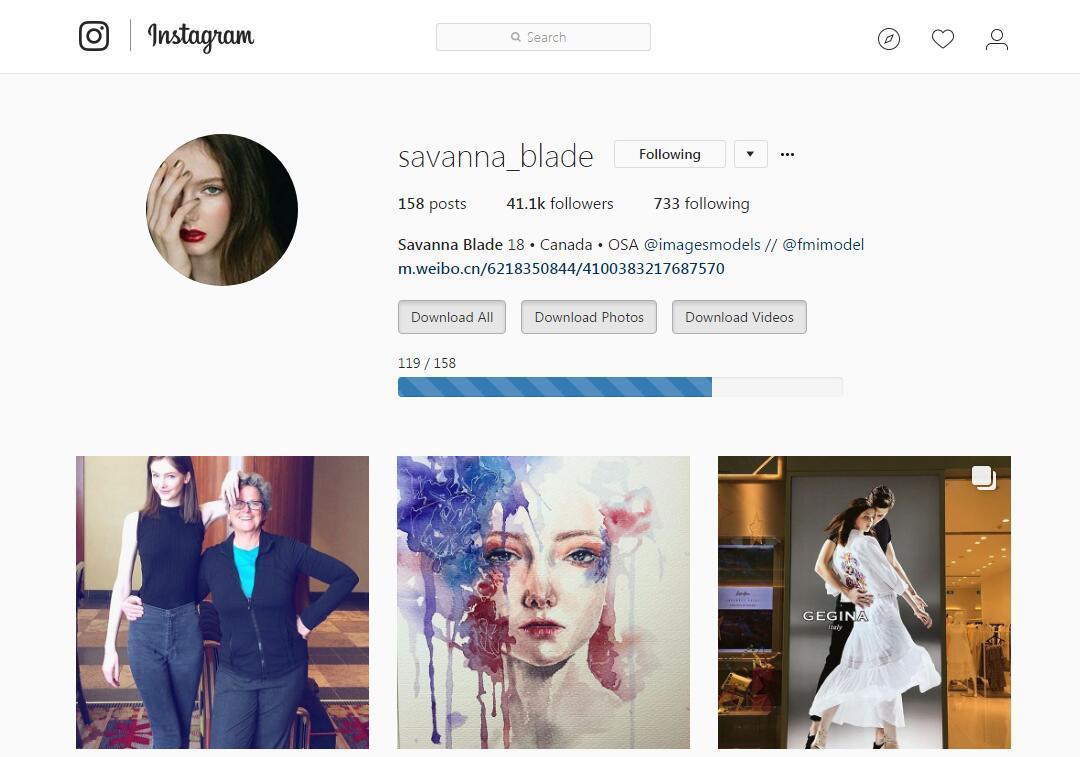 Instagram
Search
savanna_blade Following
158 posts 41.1k followers 733 following
Savanna Blade 18 • Canada • OSA @imagesmodels // @fmimodel
m.weibo.cn/6218350844/4100383217687570
Download All Download Photos Download Videos
119 / 158
GEGINA
italy